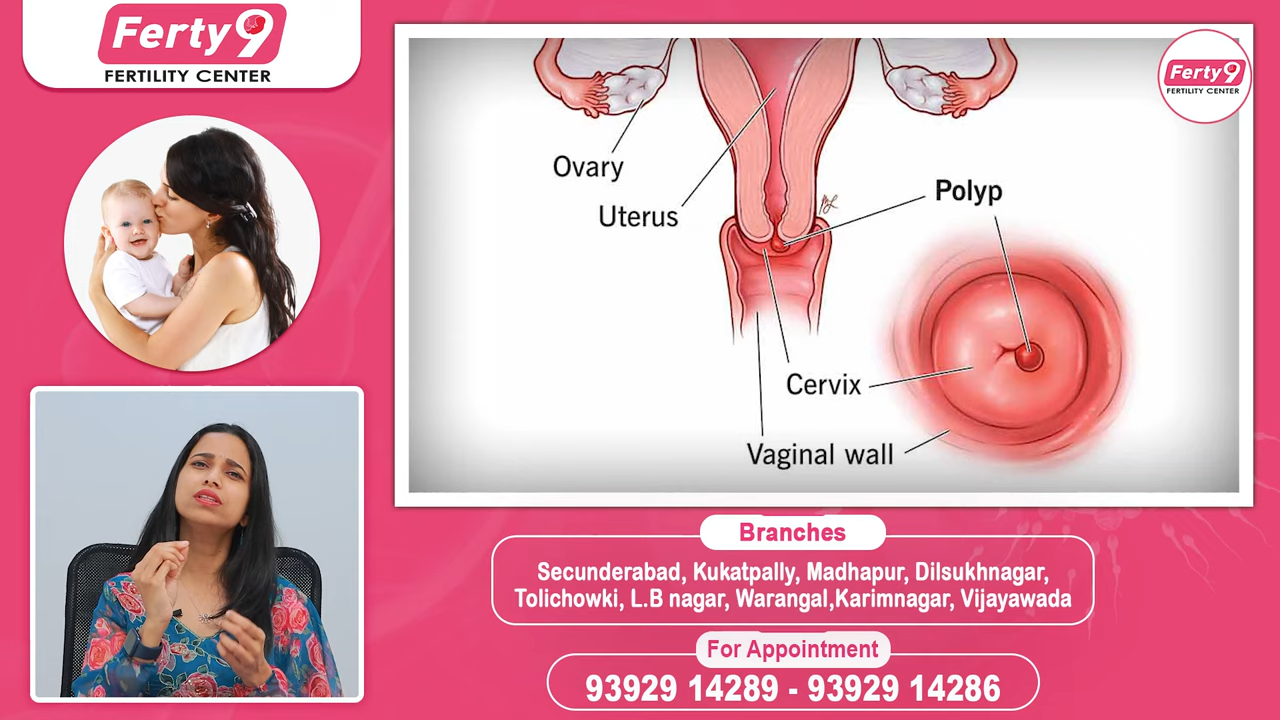 Ferty9
FERTILITY CENTER
Ferty9
FERTILITY CENTER
Ovary
Uterus
Polyp
Cervix
Vaginal wall
Branches
Secunderabad, Kukatpally, Madhapur, Dilsukhnagar,
Tolichowki, L.B nagar, Warangal,Karimnagar, Vijayawada
For Appointment
93929 14289 - 93929 14286